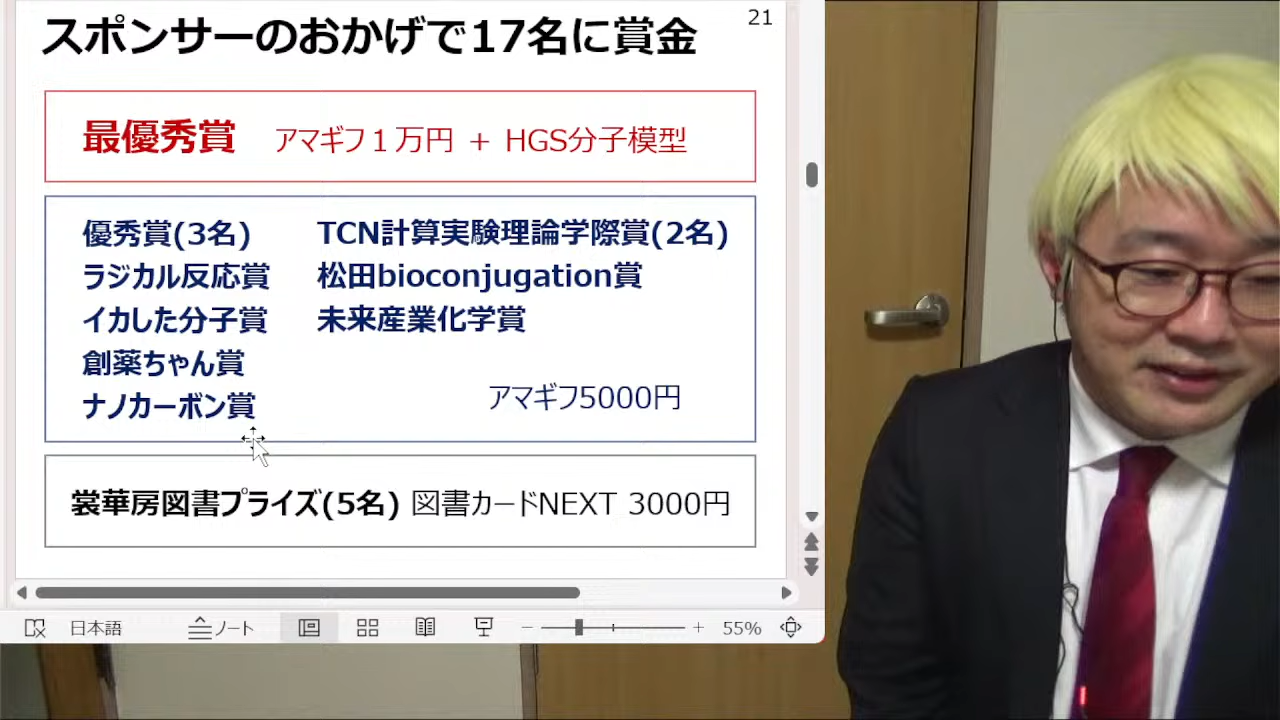 21
スポンサーのおかげで17名に賞金
最優秀賞 アマギフ１万円 + HGS分子模型
優秀賞(3名) TCN計算実験理論学際賞(2名)
ラジカル反応賞 松田bioconjugation賞
イカした分子賞 未来産業化学賞
創薬ちゃん賞
ナノカーボン賞
アマギフ5000円
裳華房図書プライズ(5名) 図書カードNEXT 3000円
日本語 ノート 55%